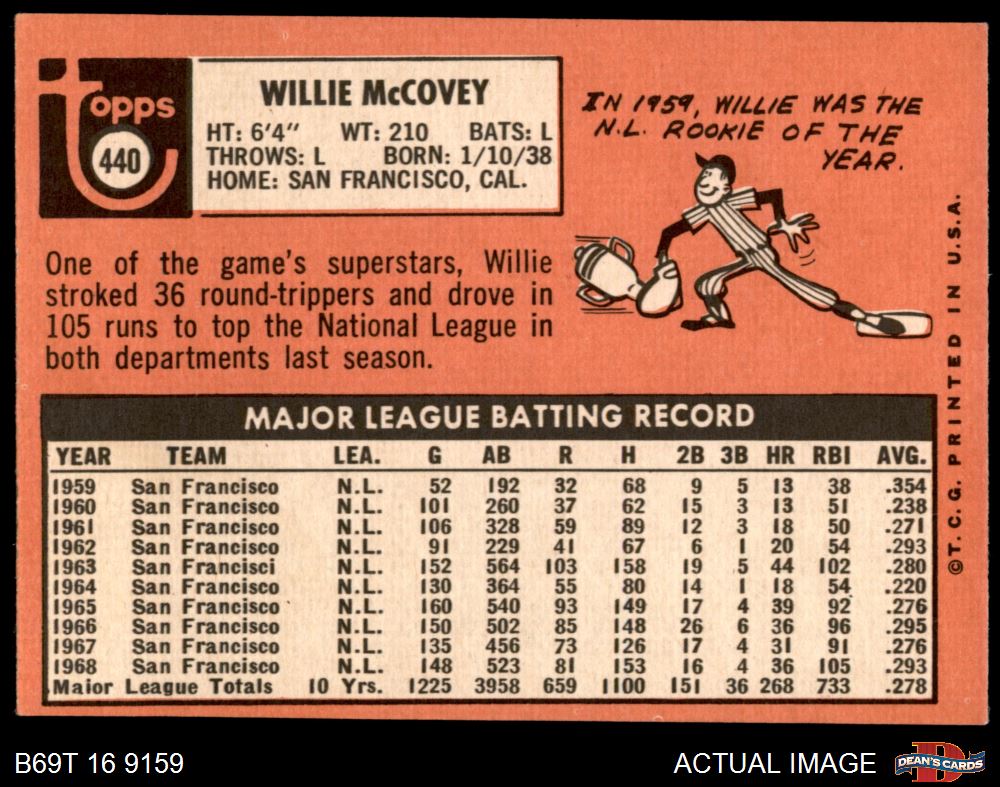 Topps
440
WILLIE McCOVEY
HT: 6'4" WT: 210 BATS: L
THROWS: L BORN: 1/10/38
HOME: SAN FRANCISCO, CAL.
IN 1959, WILLIE WAS THE
N.L. ROOKIE OF THE
YEAR.
One of the game's superstars, Willie
stroked 36 round-trippers and drove in
105 runs to top the National League in
both departments last season.
MAJOR LEAGUE BATTING RECORD
YEAR TEAM LEA. G AB R H 2B 3B HR RBI AVG.
1959 San Francisco N.L. 52 192 32 68 9 5 13 38 .354
1960 San Francisco N.L. 101 260 37 62 15 3 13 51 .238
1961 San Francisco N.L. 106 328 59 89 12 3 18 50 .271
1962 San Francisco N.L. 91 229 41 67 6 1 20 54 .293
1963 San Francisci N.L. 152 564 103 158 19 5 44 102 .280
1964 San Francisco N.L. 130 364 55 80 14 1 18 54 .220
1965 San Francisco N.L. 160 540 93 149 17 4 39 92 .276
1966 San Francisco N.L. 150 502 85 148 26 6 36 96 .295
1967 San Francisco N.L. 135 456 73 126 17 4 31 91 .276
1968 San Francisco N.L. 148 523 81 153 16 4 36 105 .293
Major League Totals 10 Yrs. 1225 3958 659 1100 151 36 268 733 .278
©T. C. G. PRINTED IN U.S.A.
B69T 16 9159
ACTUAL IMAGE
D
DEAN'S CARDS